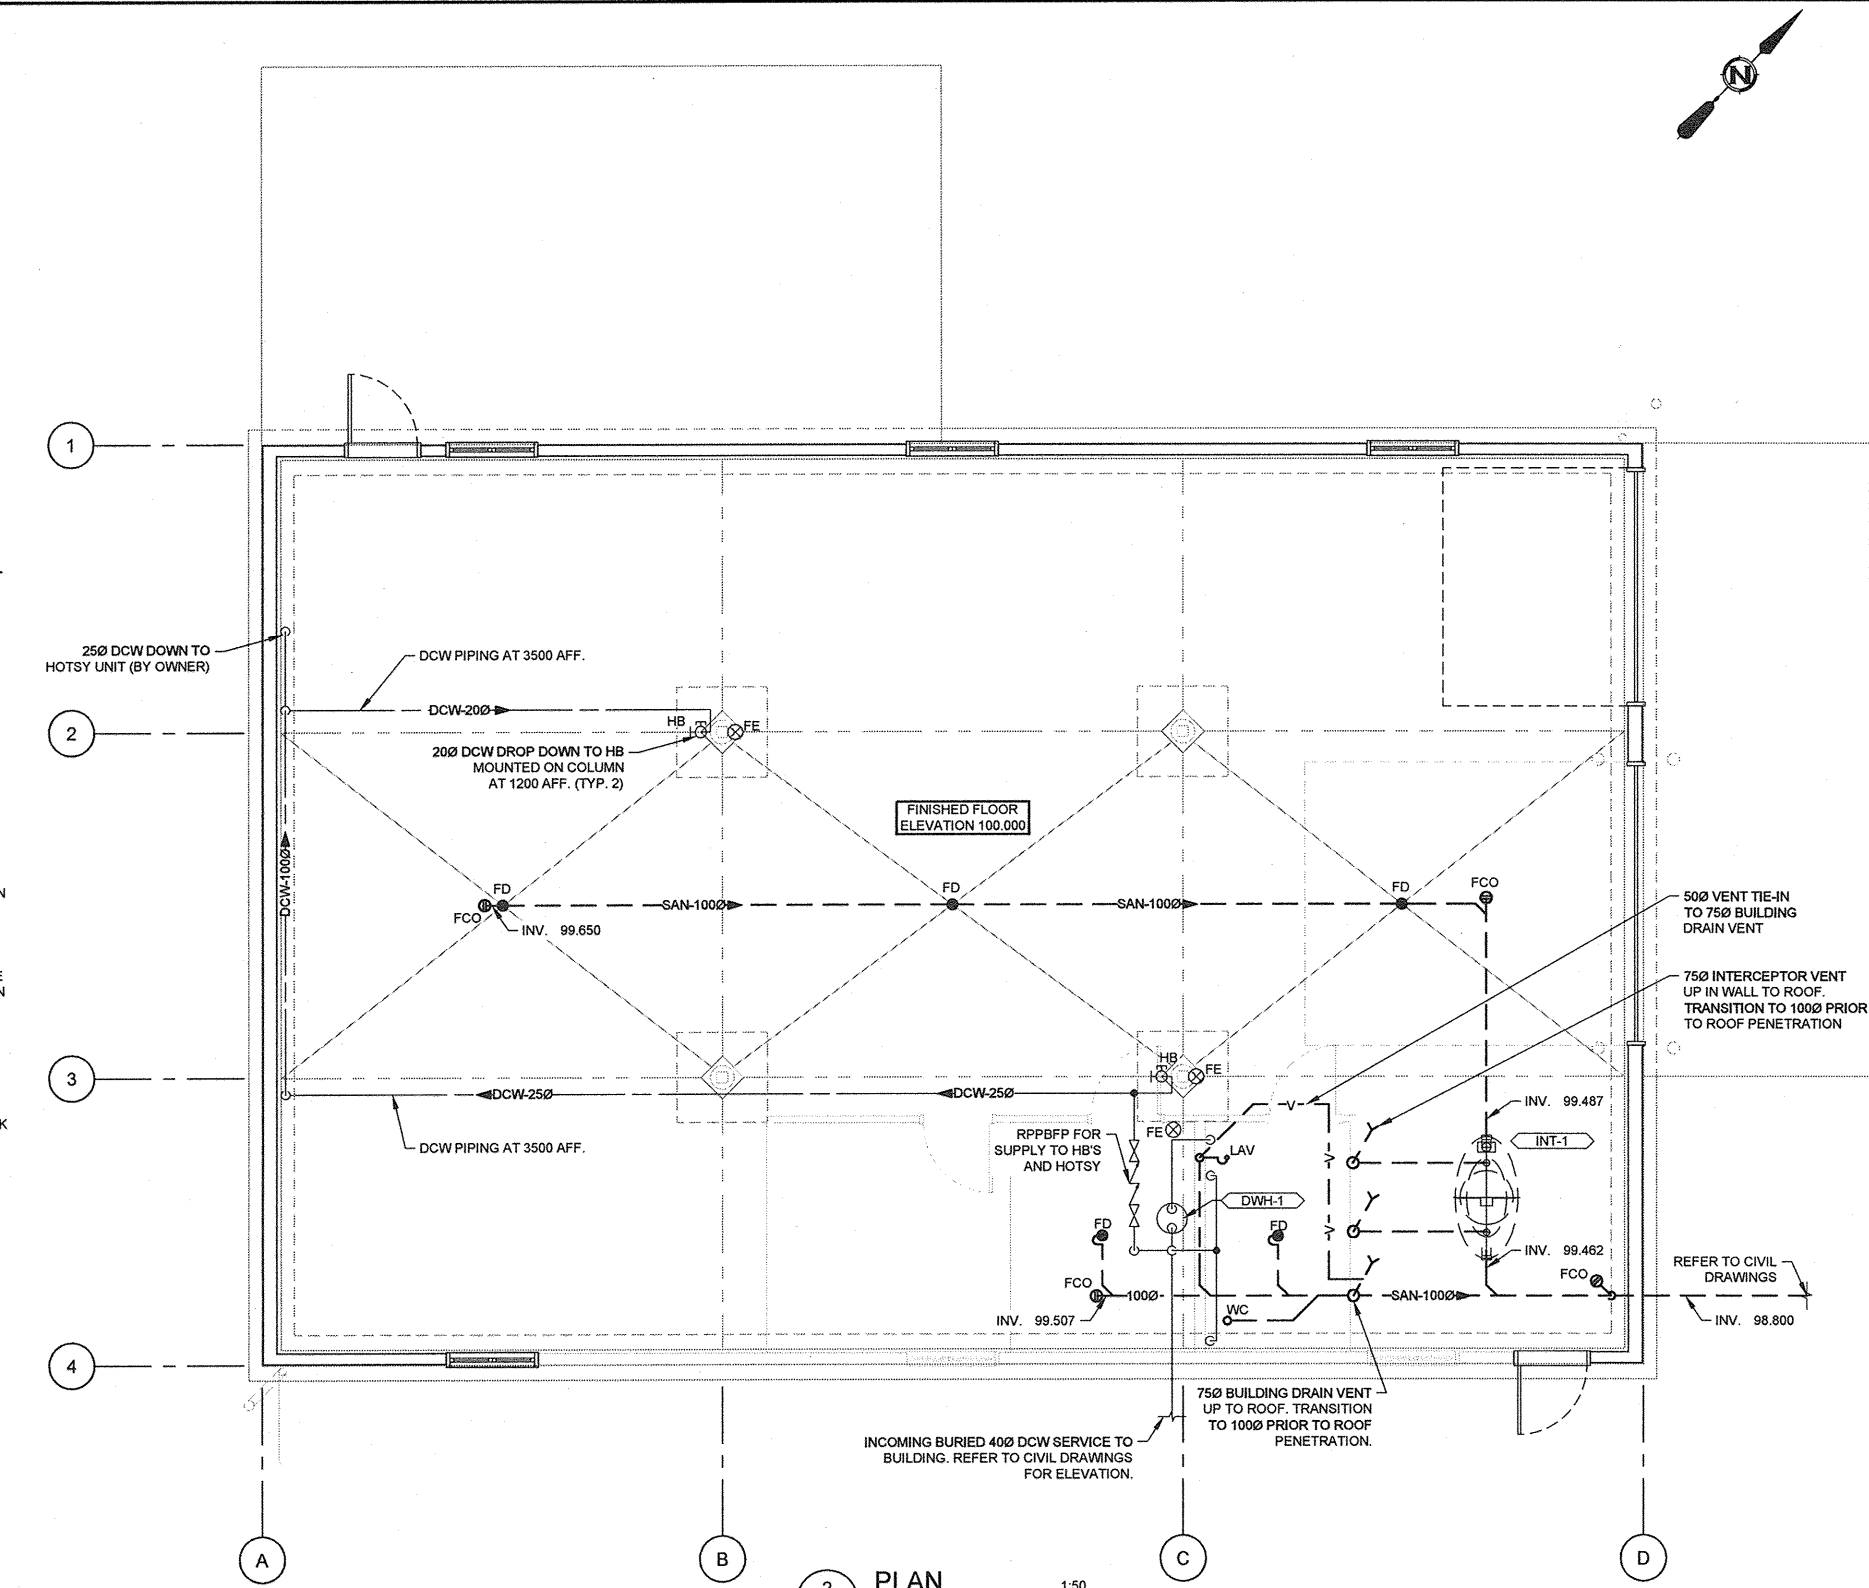 N
1
25Ø DCW DOWN TO
HOTSY UNIT (BY OWNER)
DCW PIPING AT 3500 AFF.
DCW-20Ø
2
HB
FE
20Ø DCW DROP DOWN TO HB
MOUNTED ON COLUMN
AT 1200 AFF. (TYP. 2)
FINISHED FLOOR
ELEVATION 100.000
DCW-100Ø
FD
FCO
INV. 99.650
SAN-100Ø
FD
SAN-100Ø
FD
FCO
50Ø VENT TIE-IN
TO 75Ø BUILDING
DRAIN VENT
75Ø INTERCEPTOR VENT
UP IN WALL TO ROOF.
TRANSITION TO 100Ø PRIOR
TO ROOF PENETRATION
3
HB
FE
DCW-25Ø
DCW-25Ø
V
INV. 99.487
DCW PIPING AT 3500 AFF.
RPPBFP FOR
SUPPLY TO HB'S
AND HOTSY
FE
LAV
V
INT-1
DWH-1
FD
FD
V
INV. 99.462
FCO
100Ø
INV. 99.507
WC
SAN-100Ø
FCO
REFER TO CIVIL
DRAWINGS
INV. 98.800
4
75Ø BUILDING DRAIN VENT
UP TO ROOF. TRANSITION
TO 100Ø PRIOR TO ROOF
PENETRATION.
INCOMING BURIED 40Ø DCW SERVICE TO
BUILDING. REFER TO CIVIL DRAWINGS
FOR ELEVATION.
A
B
C
D
2
PLAN
1:50